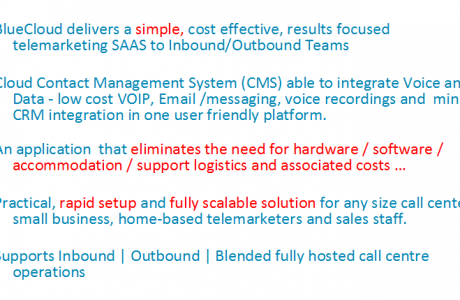 BlueCloud delivers a simple, cost effective, results focused
telemarketing SAAS to Inbound/Outbound Teams
Cloud Contact Management System (CMS) able to integrate Voice an
Data - low cost VOIP, Email /messaging, voice recordings and min
CRM integration in one user friendly platform.
An application that eliminates the need for hardware / software /
accommodation / support logistics and associated costs ...
Practical, rapid setup and fully scalable solution for any size call cente
small business, home-based telemarketers and sales staff.
Supports Inbound | Outbound | Blended fully hosted call centre
operations